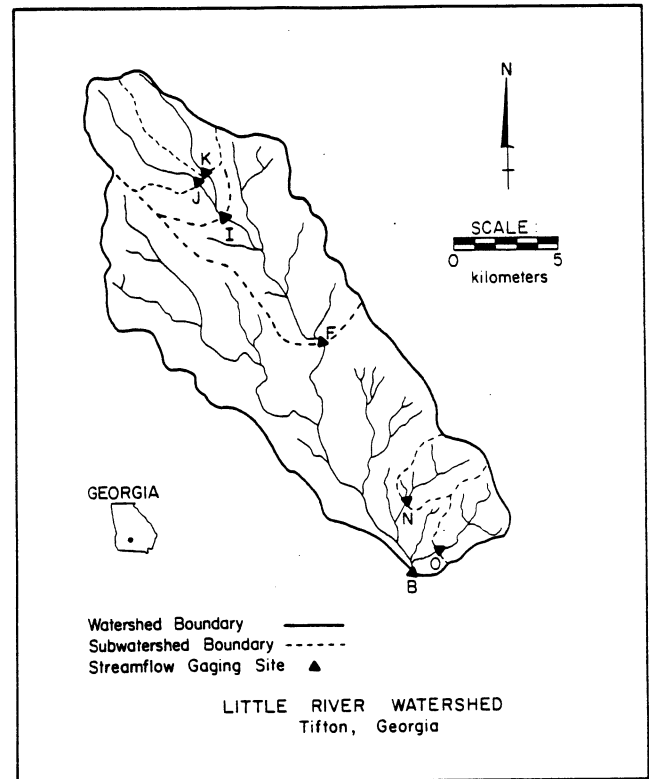 N
K
J
I
SCALE:
0 5
kilometers
F
GEORGIA
N
O
B
Watershed Boundary
Subwatershed Boundary
Streamflow Gaging Site
LITTLE RIVER WATERSHED
Tifton, Georgia